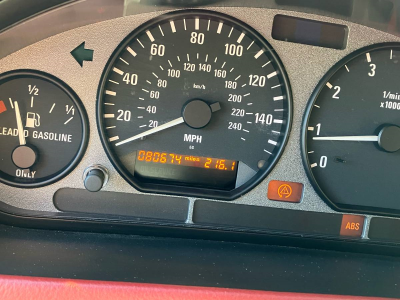 20 40 60 80 100 120 140
20 40 60 80 100 120 140 160 180 200 220 240
km/h
MPH
080674 miles 216.1
½ 1/1
UNLEADED GASOLINE
ONLY
0 1 2 3
1/min
x1000
ABS